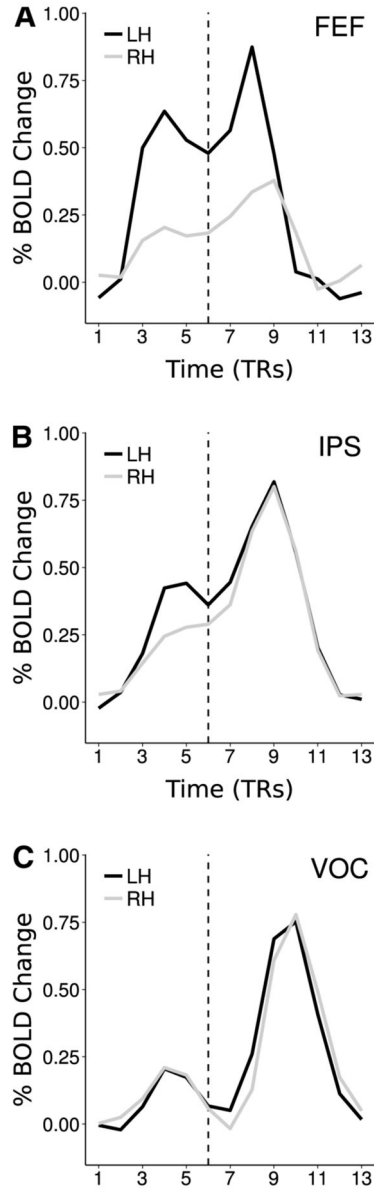 A
FEF
LH
RH
% BOLD Change
1.00
0.75
0.50
0.25
0.00
1 3 5 7 9 11 13
Time (TRs)
B
IPS
LH
RH
% BOLD Change
1.00
0.75
0.50
0.25
0.00
1 3 5 7 9 11 13
Time (TRs)
C
VOC
LH
RH
% BOLD Change
1.00
0.75
0.50
0.25
0.00
1 3 5 7 9 11 13